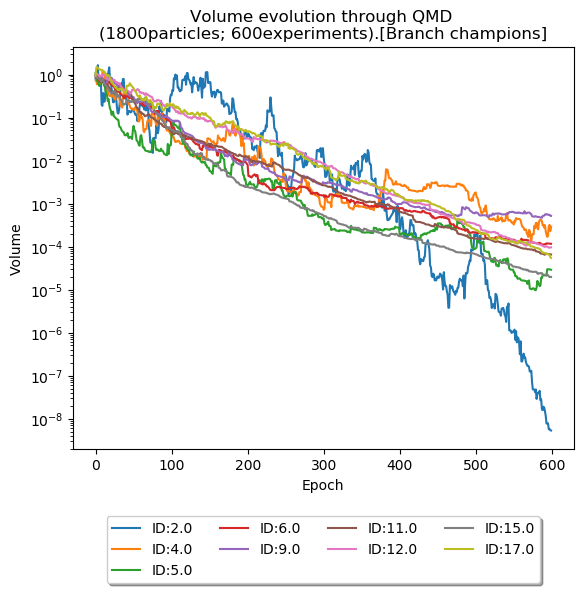 Volume evolution through QMD
(1800particles; 600experiments).[Branch champions]
Volume
10⁰
10⁻¹
10⁻²
10⁻³
10⁻⁴
10⁻⁵
10⁻⁶
10⁻⁷
10⁻⁸
0 100 200 300 400 500 600
Epoch
ID:2.0 ID:6.0 ID:11.0 ID:15.0
ID:4.0 ID:9.0 ID:12.0 ID:17.0
ID:5.0